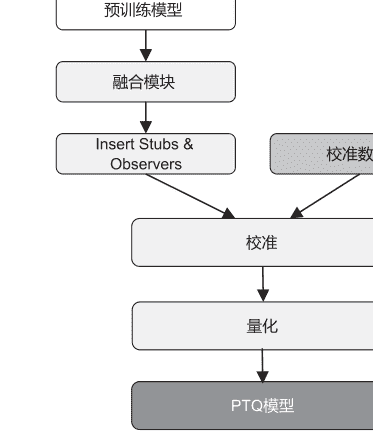 预训练模型
融合模块
Insert Stubs &
Observers
校准数
校准
量化
PTQ模型